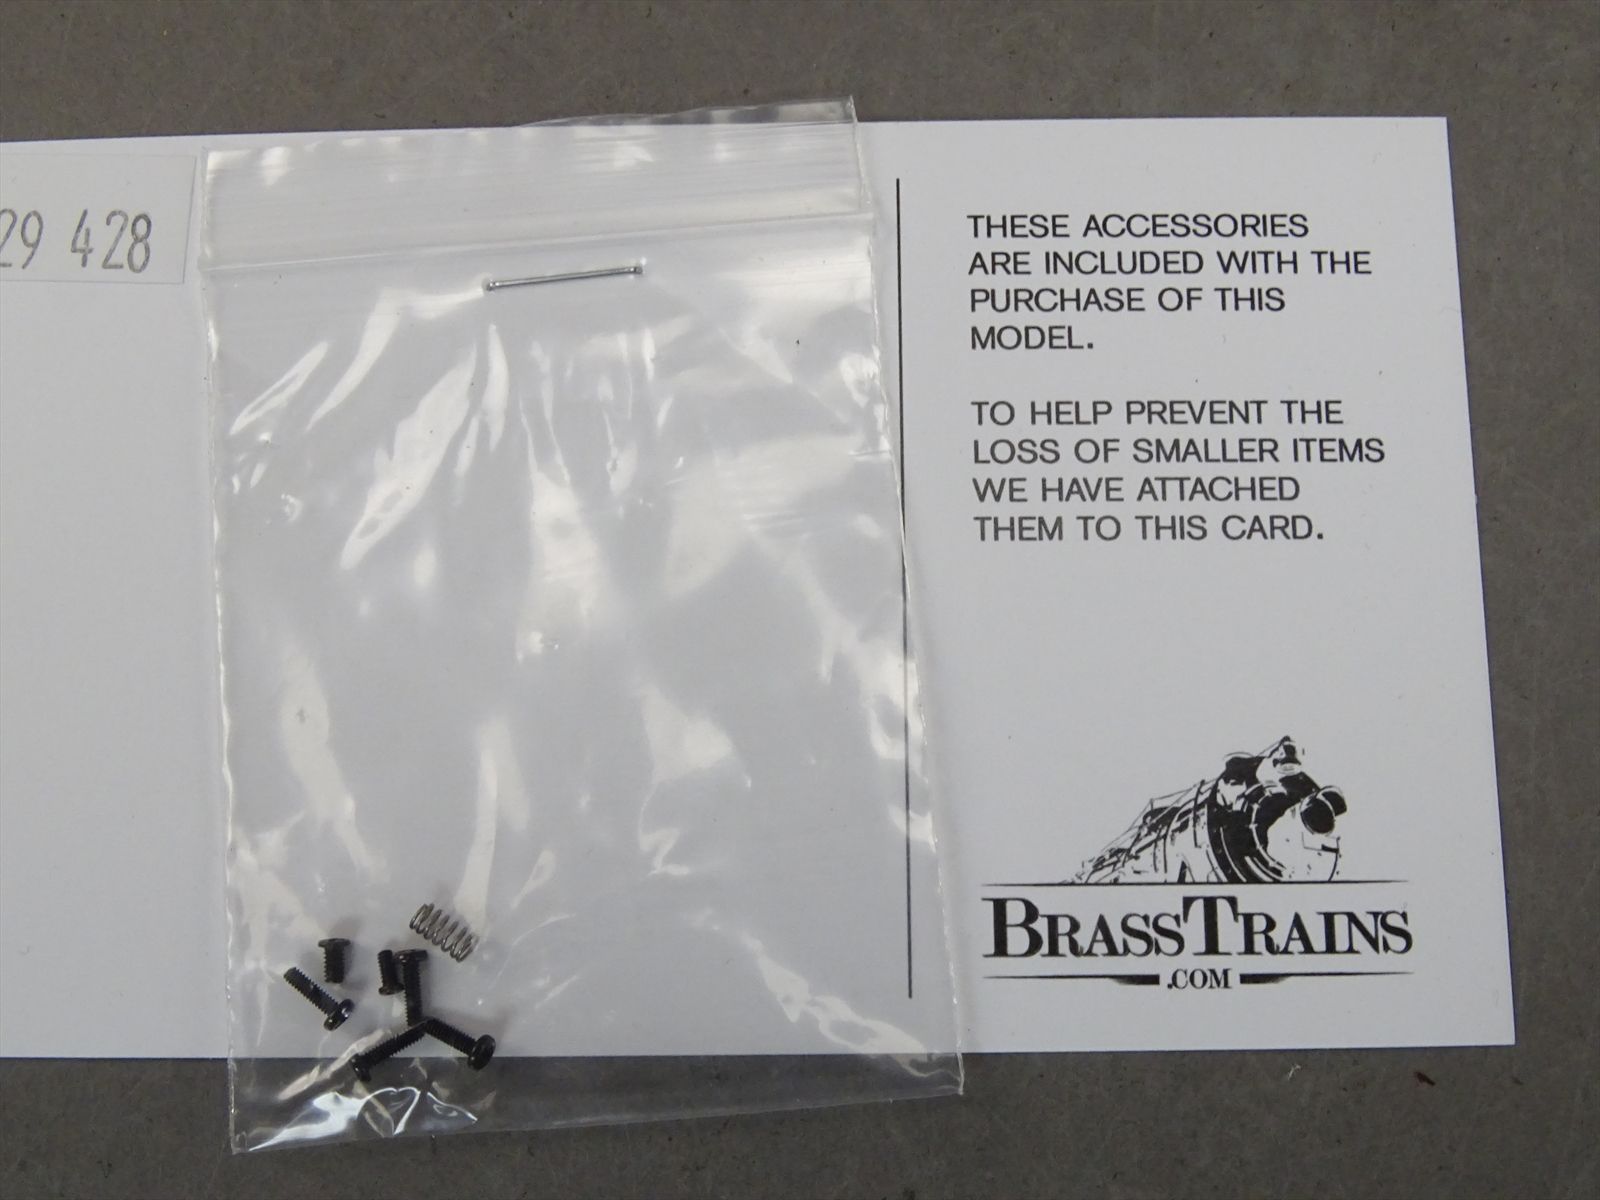 29 428
THESE ACCESSORIES
ARE INCLUDED WITH THE
PURCHASE OF THIS
MODEL.
TO HELP PREVENT THE
LOSS OF SMALLER ITEMS
WE HAVE ATTACHED
THEM TO THIS CARD.
BRASSTRAINS
.COM